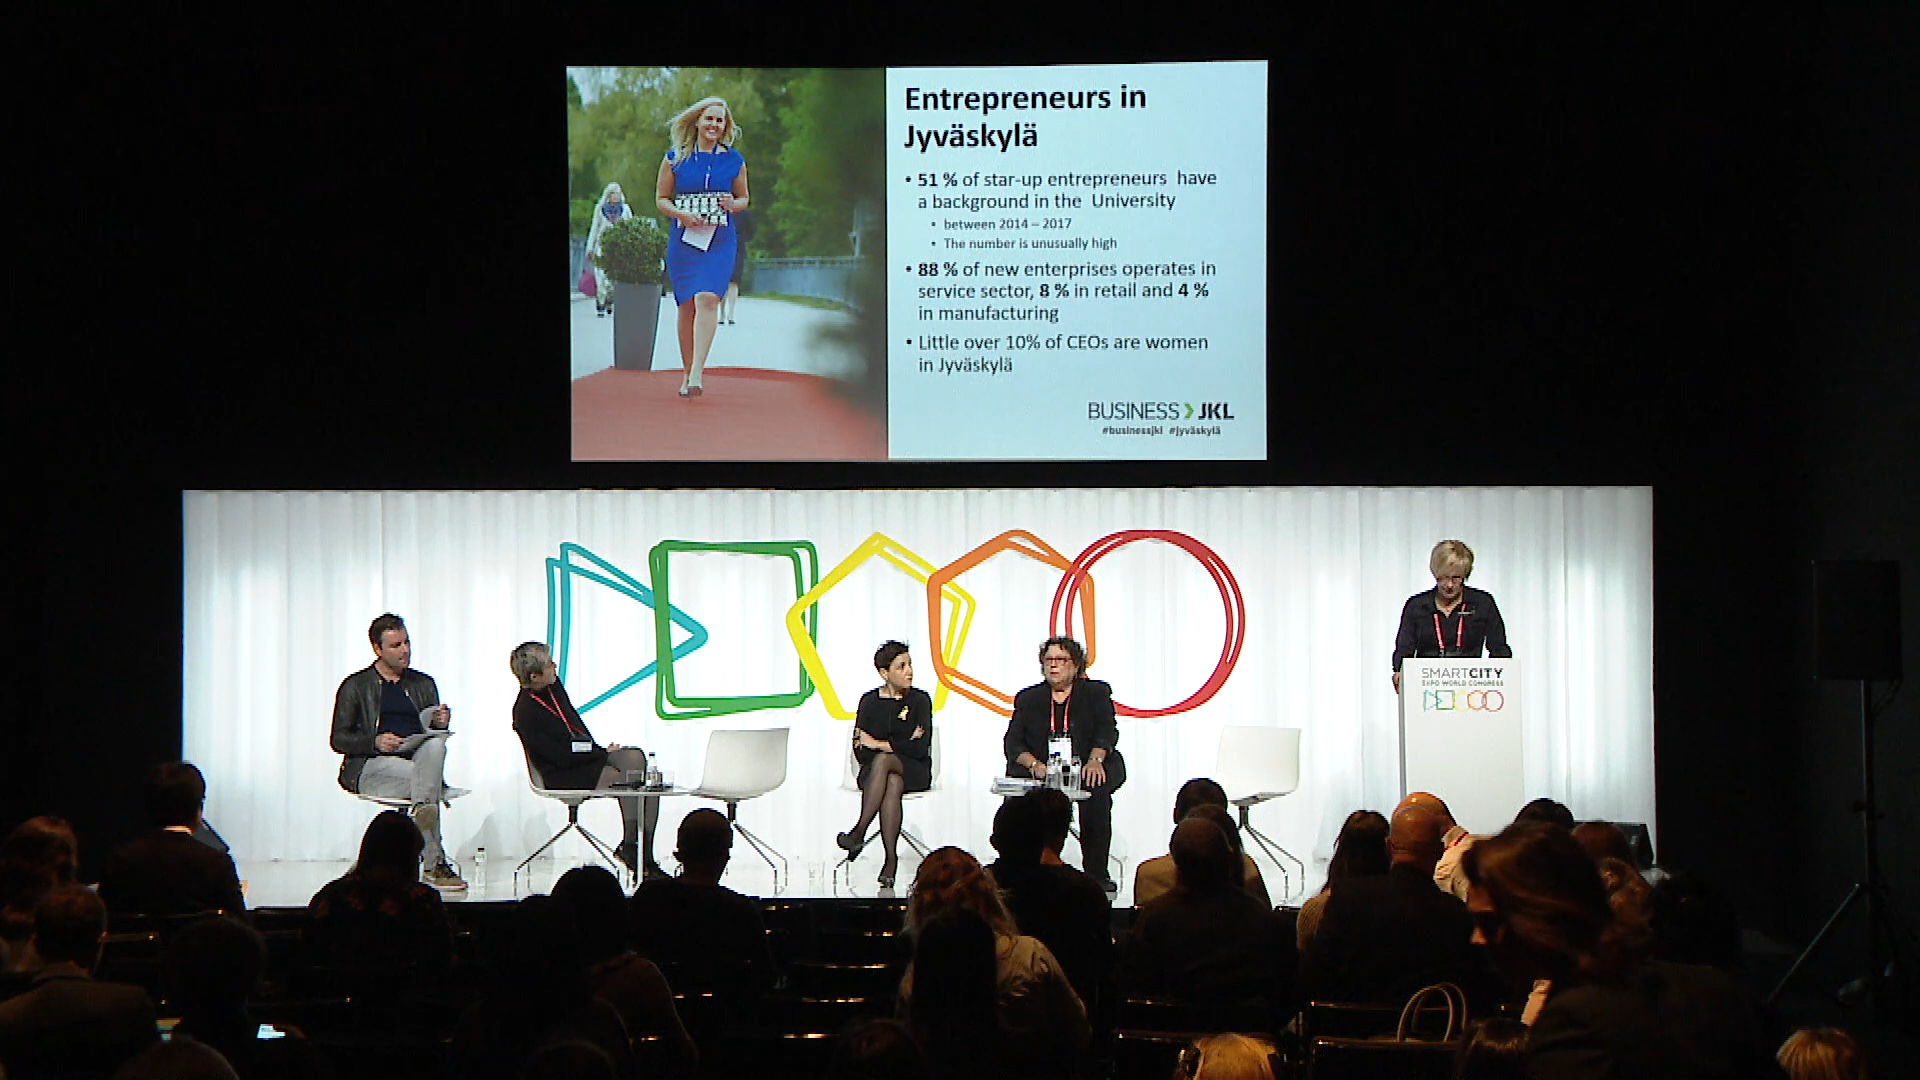 Entrepreneurs in
Jyväskylä
• 51 % of star-up entrepreneurs have
a background in the University
• between 2014 – 2017
• The number is unusually high
• 88 % of new enterprises operates in
service sector, 8 % in retail and 4 %
in manufacturing
• Little over 10% of CEOs are women
in Jyväskylä
BUSINESS JKL
#businessjkl #jyväskylä
SMARTCITY
EXPO WORLD CONGRESS